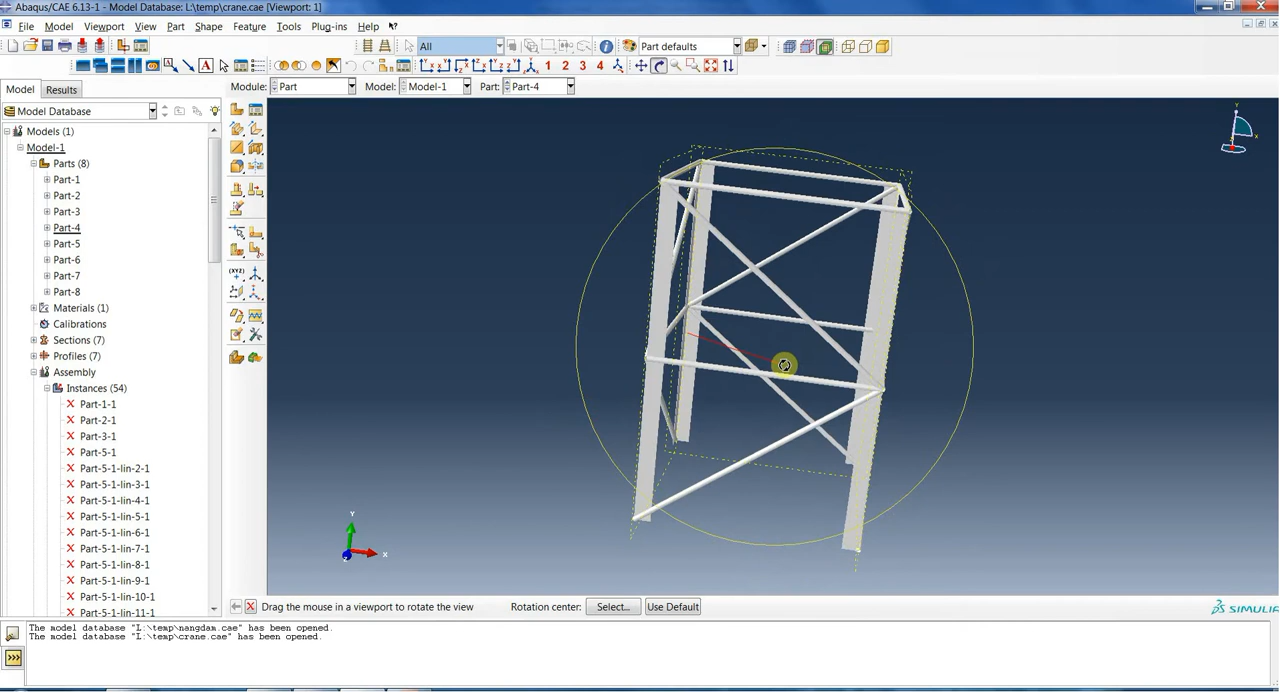 Abaqus/CAE 6.13-1 - Model Database: L:\temp\crane.cae [Viewport: 1]
File Model Viewport View Part Shape Feature Tools Plug-ins Help
All Part defaults
1 2 3 4
Model Results Module: Part Model: Model-1 Part: Part-4
Model Database
Models (1)
Model-1
Parts (8)
Part-1
Part-2
Part-3
Part-4
Part-5
Part-6
Part-7
Part-8
Materials (1)
Calibrations
Sections (7)
Profiles (7)
Assembly
Instances (54)
Part-1-1
Part-2-1
Part-3-1
Part-5-1
Part-5-1-lin-2-1
Part-5-1-lin-3-1
Part-5-1-lin-4-1
Part-5-1-lin-5-1
Part-5-1-lin-6-1
Part-5-1-lin-7-1
Part-5-1-lin-8-1
Part-5-1-lin-9-1
Part-5-1-lin-10-1
Part-5-1-lin-11-1
Y
X
Y
X
Z
Drag the mouse in a viewport to rotate the view Rotation center: Select... Use Default
SIMULIA
The model database "L:\temp\nangdam.cae" has been opened.
The model database "L:\temp\crane.cae" has been opened.
>>>